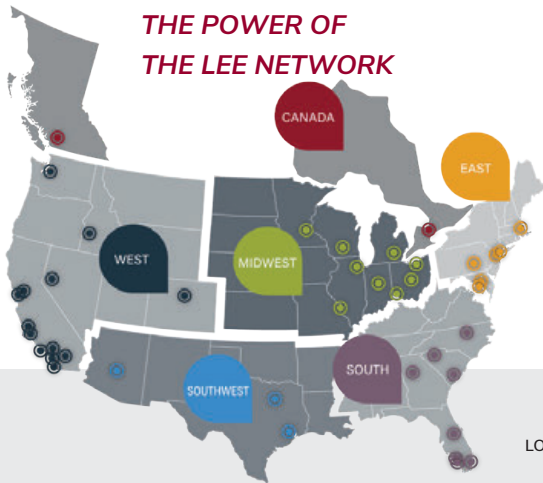 THE POWER OF
THE LEE NETWORK
CANADA
EAST
WEST
MIDWEST
SOUTHWEST
SOUTH
LO